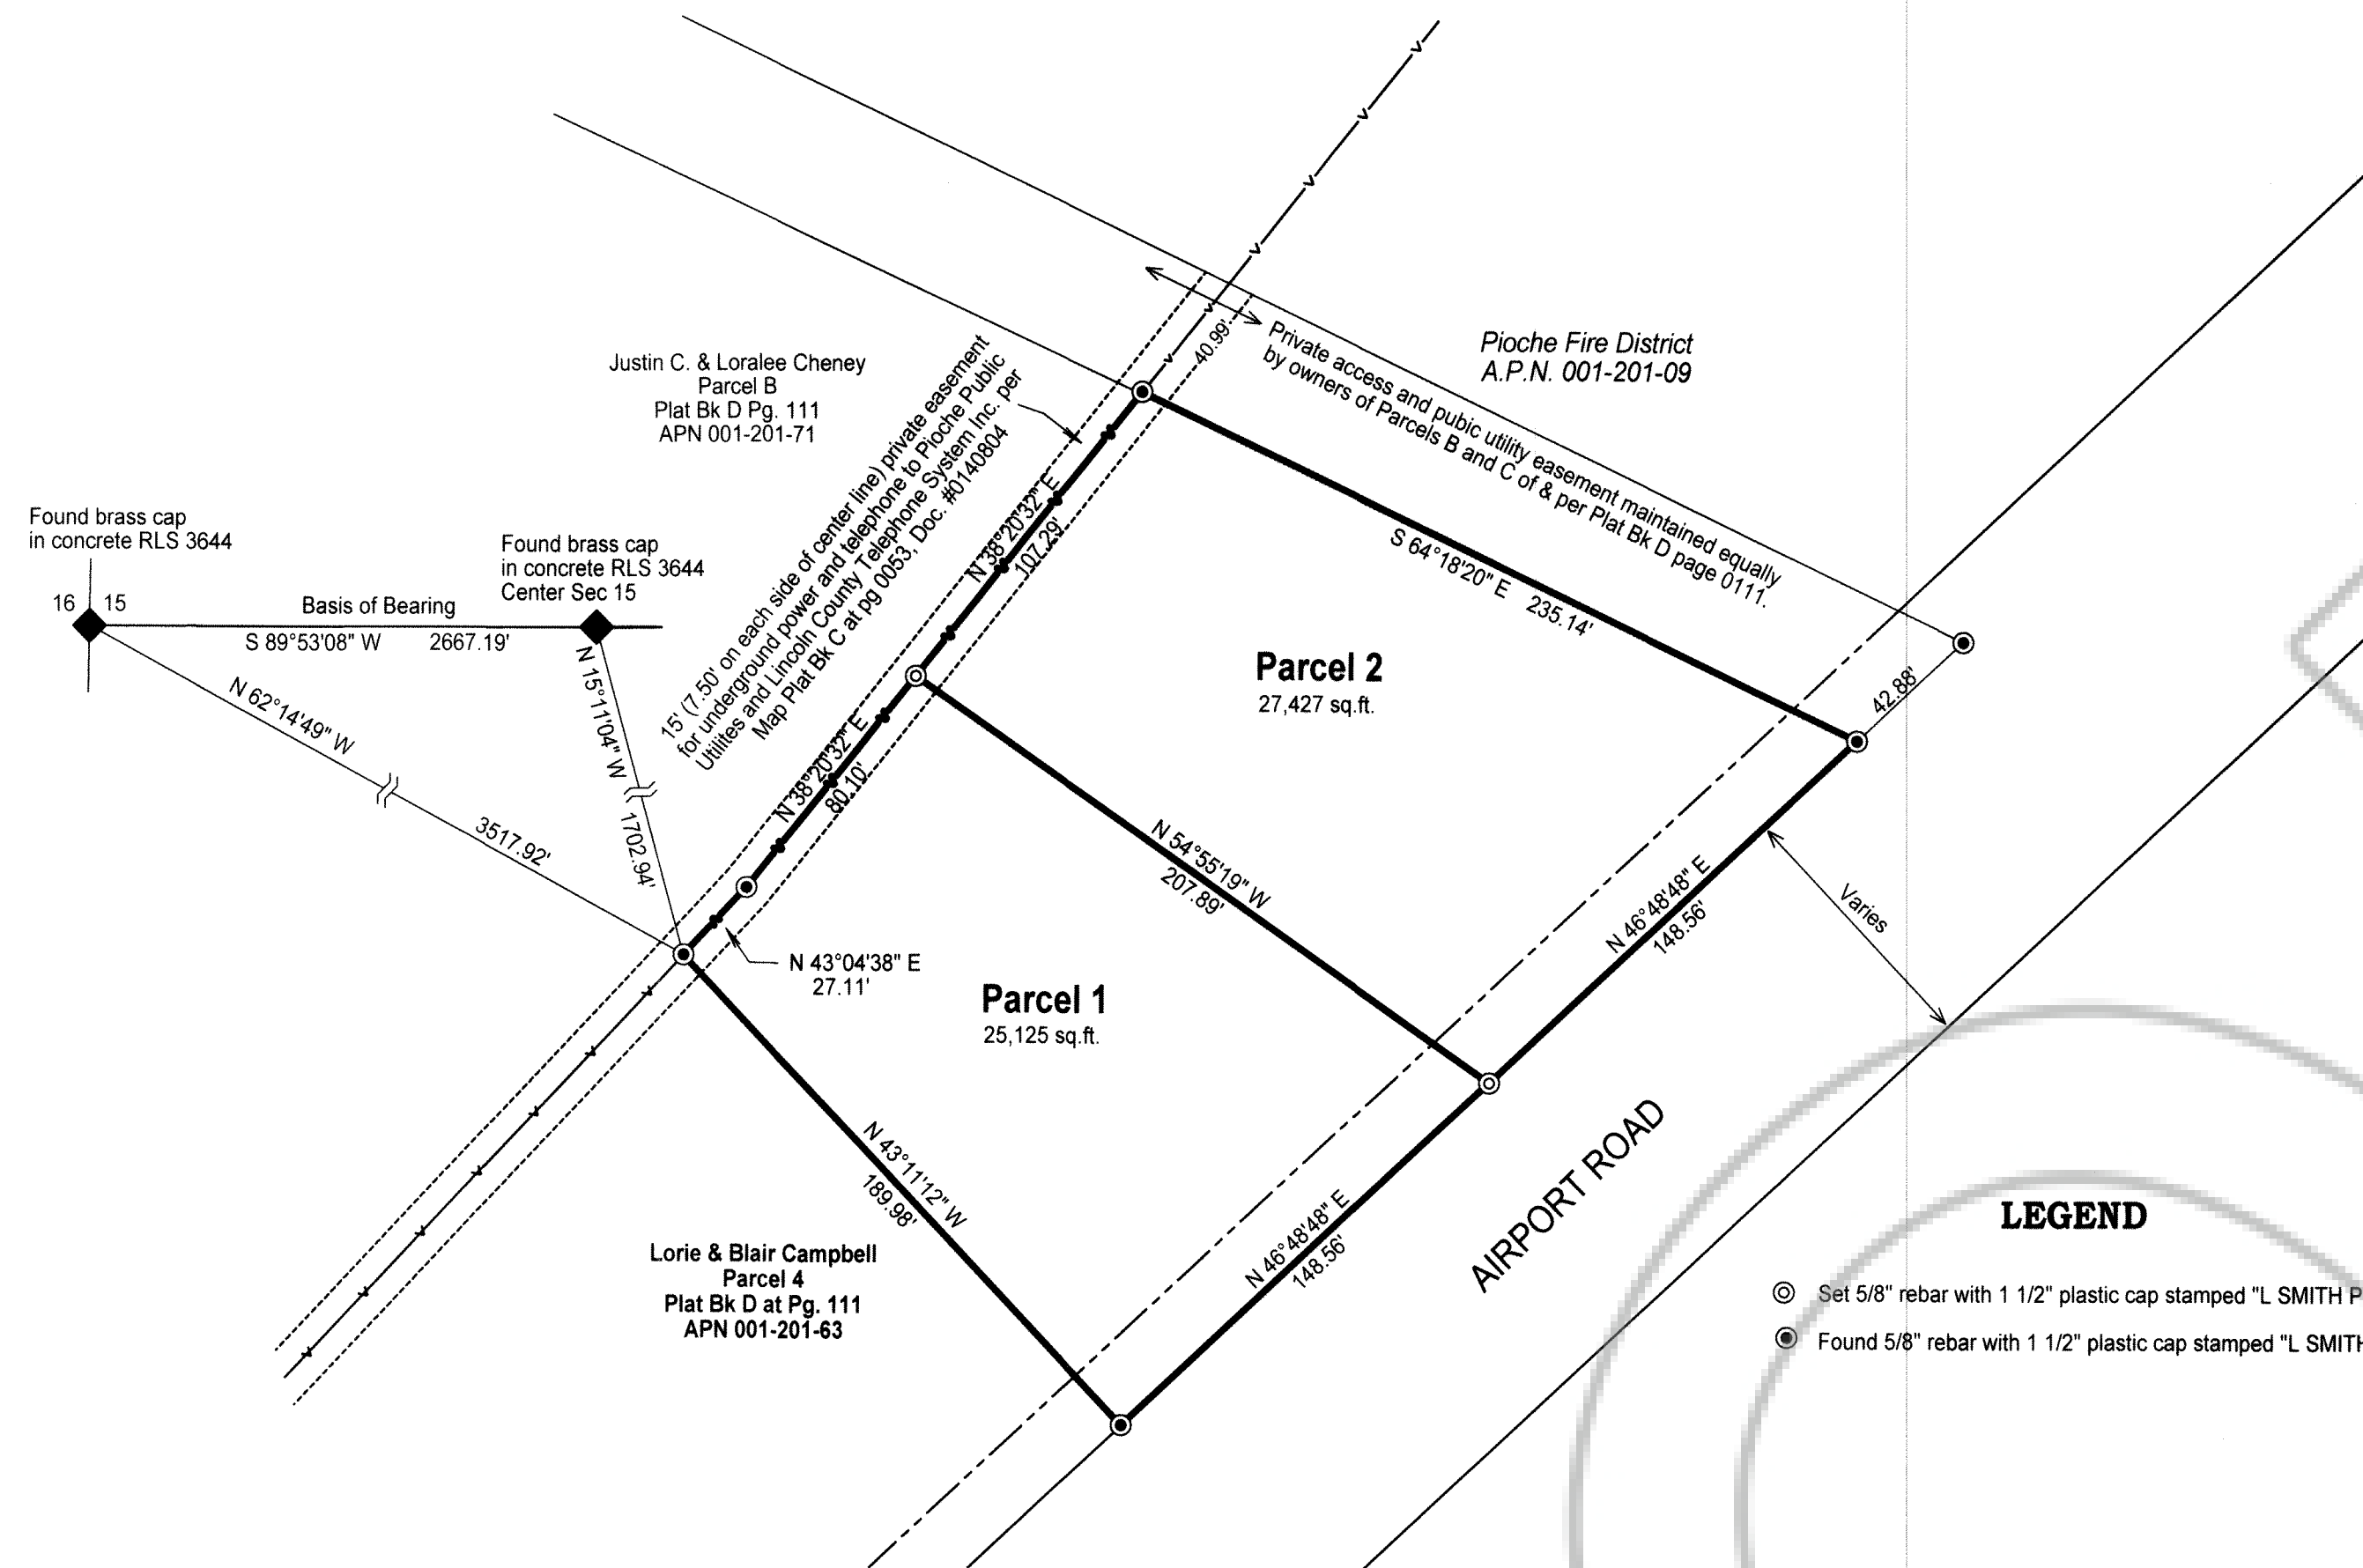 Pioche Fire District
A.P.N. 001-201-09
Justin C. & Loralee Cheney
Parcel B
Plat Bk D Pg. 111
APN 001-201-71
15' (7.50' on each side of center line) private easement
for underground power and telephone to Pioche Public
Utilites and Lincoln County Telephone System Inc. per
Map Plat Bk C at pg 0053, Doc. #0140804
40.99'
Private access and pubic utility easement maintained equally
by owners of Parcels B and C of & per Plat Bk D page 0111.
Found brass cap
in concrete RLS 3644
Found brass cap
in concrete RLS 3644
Center Sec 15
16 15
Basis of Bearing
S 89°53'08" W 2667.19'
N 62°14'49" W
3517.92'
N 15°11'04" W
1702.94'
N 38°20'32" E
107.29'
S 64°18'20" E 235.14'
Parcel 2
27,427 sq.ft.
42.88'
N 38°20'32" E
80.10'
N 54°55'19" W
207.89'
N 46°48'48" E
148.56'
Varies
N 43°04'38" E
27.11'
Parcel 1
25,125 sq.ft.
N 43°11'12" W
189.98'
N 46°48'48" E
148.56'
AIRPORT ROAD
Lorie & Blair Campbell
Parcel 4
Plat Bk D at Pg. 111
APN 001-201-63
LEGEND
Set 5/8" rebar with 1 1/2" plastic cap stamped "L SMITH P
Found 5/8" rebar with 1 1/2" plastic cap stamped "L SMITH